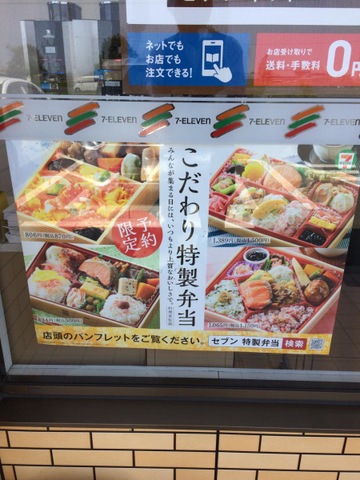 ネットでも
お店でも
注文できる!
お店受け取りで
送料・手数料 0円
7-ELEVEN 7-ELEVEN 7-ELEVEN 7-ELEVEN
こだわり特製弁当
みんなが集まる日には、いつもより上質なおいしさで。
予約
限定
店頭のパンフレットをご覧ください。
セブン 特製弁当 検索